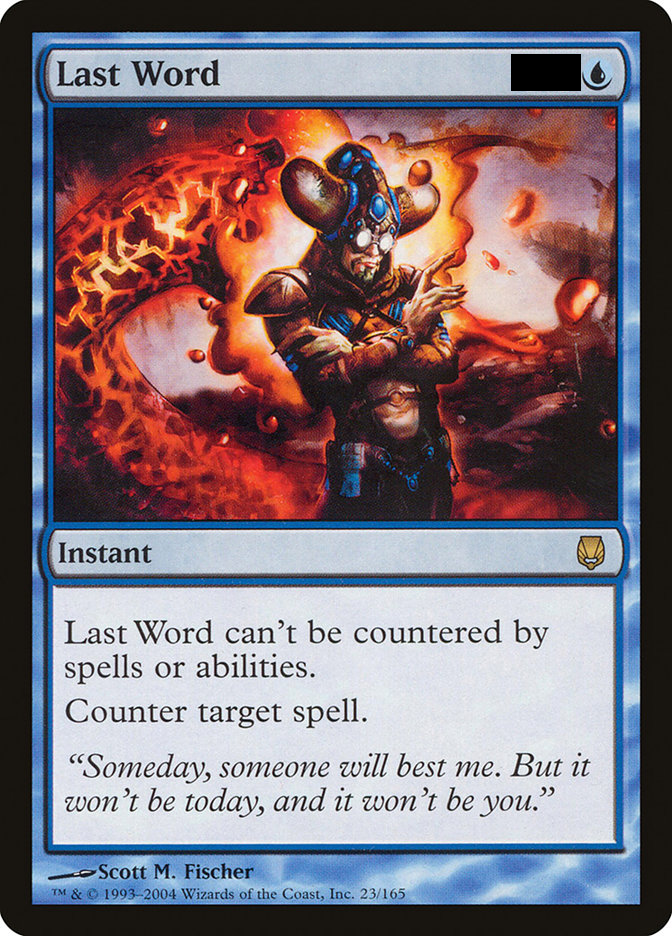 Last Word
Instant
Last Word can't be countered by
spells or abilities.
Counter target spell.
“Someday, someone will best me. But it
won't be today, and it won't be you.”
Scott M. Fischer
™ & © 1993–2004 Wizards of the Coast, Inc. 23/165